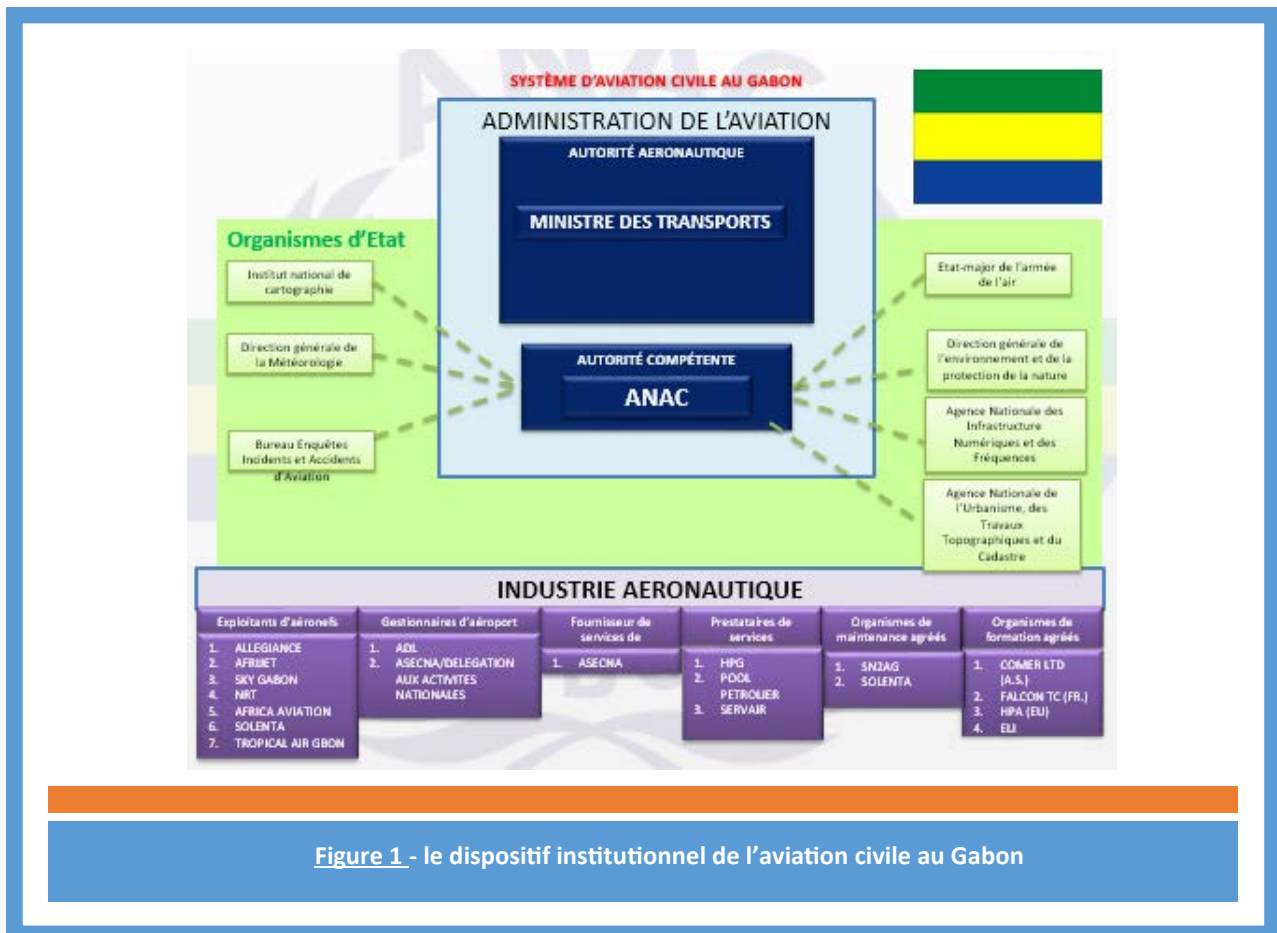 SYSTÈME D'AVIATION CIVILE AU GABON
ADMINISTRATION DE L'AVIATION
AUTORITÉ AERONAUTIQUE
MINISTRE DES TRANSPORTS
Organismes d'Etat
Institut national de
cartographie
Direction générale de
la Météorologie
Bureau Enquêtes
Incidents et Accidents
d'Aviation
AUTORITÉ COMPÉTENTE
ANAC
Etat-major de l'armée
de l'air
Direction générale de
l'environnement et de la
protection de la nature
Agence Nationale des
Infrastructure
Numériques et des
Fréquences
Agence Nationale de
l'Urbanisme, des
Travaux
Topographiques et du
Cadastre
INDUSTRIE AERONAUTIQUE
Exploitants d'aéronefs
1. ALLEGIANCE
2. AFRIJET
3. SKY GABON
4. NRT
5. AFRICA AVIATION
6. SOLENTA
7. TROPICAL AIR GBON
Gestionnaires d'aéroport
1. ADL
2. ASECNA/DELEGATION
AUX ACTIVITES
NATIONALES
Fournisseur de
services de
1. ASECNA
Prestataires de
services
1. HPG
2. POOL
PETROLIER
3. SERVAIR
Organismes de
maintenance agréés
1. SN2AG
2. SOLENTA
Organismes de
formation agréés
1. COMER LTD
(A.S.)
2. FALCON TC (FR.)
3. HPA (EU)
4. EU
Figure 1 - le dispositif institutionnel de l'aviation civile au Gabon